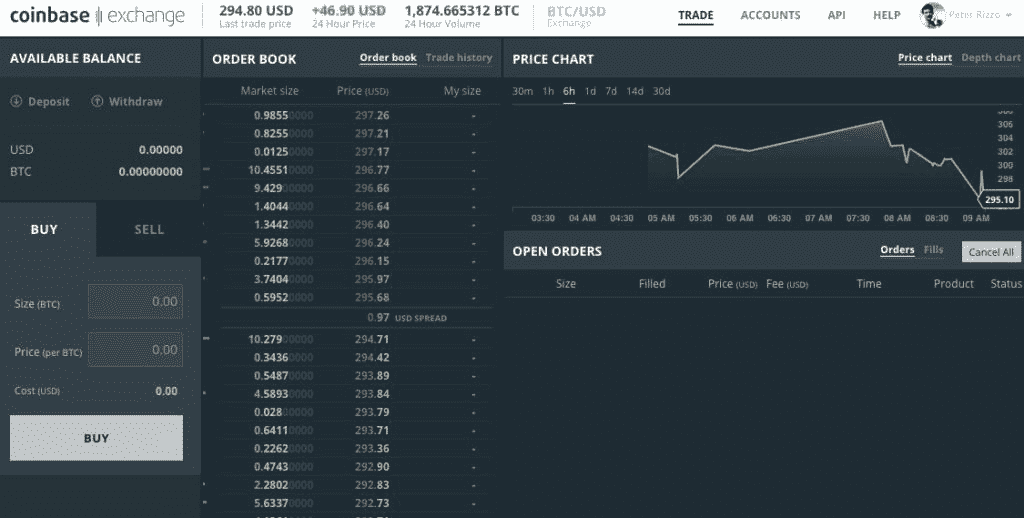 coinbase exchange
294.80 USD
Last trade price
+46.90 USD
24 Hour Price
1,874.665312 BTC
24 Hour Volume
BTC/USD
Exchange
TRADE ACCOUNTS API HELP Peter Rizzo
AVAILABLE BALANCE
Deposit Withdraw
USD 0.00000
BTC 0.00000000
BUY SELL
Size (BTC) 0.00
Price (per BTC) 0.00
Cost (USD) 0.00
BUY
ORDER BOOK Order book Trade history
Market size Price (USD) My size
0.98550000 297.26 -
0.82550000 297.21 -
0.01250000 297.17 -
10.45510000 296.77 -
9.4290000 296.66 -
1.40440000 296.64 -
1.34420000 296.40 -
5.92680000 296.24 -
0.21770000 296.15 -
3.74040000 295.97 -
0.59520000 295.68 -
0.97 USD SPREAD
10.2790000 294.71 -
0.34360000 294.42 -
0.54870000 293.89 -
4.58930000 293.84 -
0.0280000 293.79 -
0.64110000 293.71 -
0.22620000 293.36 -
0.47430000 292.90 -
2.28020000 292.83 -
5.63370000 292.73 -
PRICE CHART Price chart Depth chart
30m 1h 6h 1d 7d 14d 30d
306
304
302
300
298
295.10
03:30 04 AM 04:30 05 AM 05:30 06 AM 06:30 07 AM 07:30 08 AM 08:30 09 AM
OPEN ORDERS Orders Fills Cancel All
Size Filled Price (USD) Fee (USD) Time Product Status